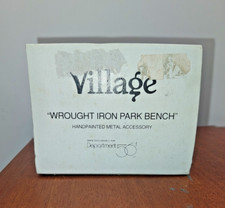 Village
"WROUGHT IRON PARK BENCH"
HANDPAINTED METAL ACCESSORY
Department 56